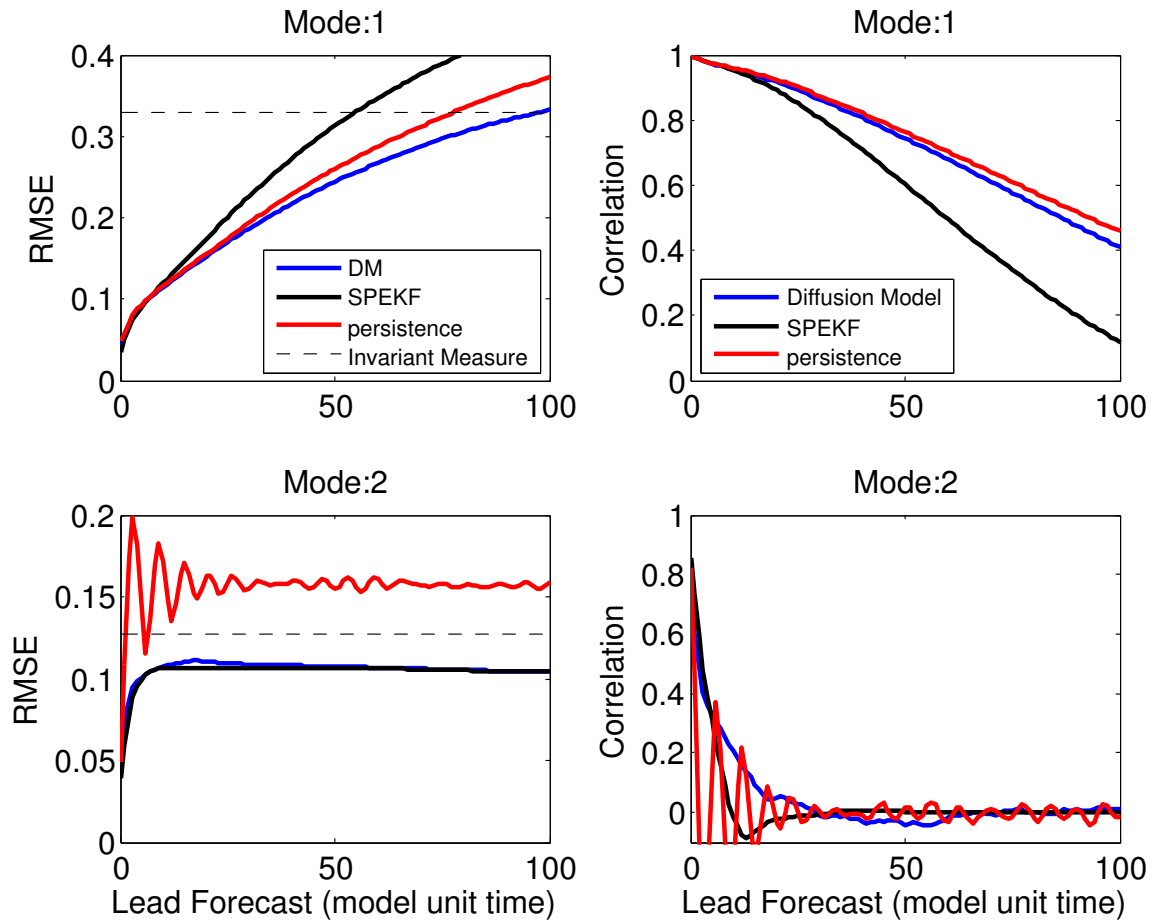 Mode:1
0.4
0.3
0.2
0.1
0
RMSE
DM
SPEKF
persistence
Invariant Measure
0
50
100
Mode:1
1
0.8
0.6
0.4
0.2
0
Correlation
Diffusion Model
SPEKF
persistence
0
50
100
Mode:2
0.2
0.15
0.1
0.05
RMSE
0
50
100
Lead Forecast (model unit time)
Mode:2
1
0.8
0.6
0.4
0.2
0
Correlation
0
50
100
Lead Forecast (model unit time)